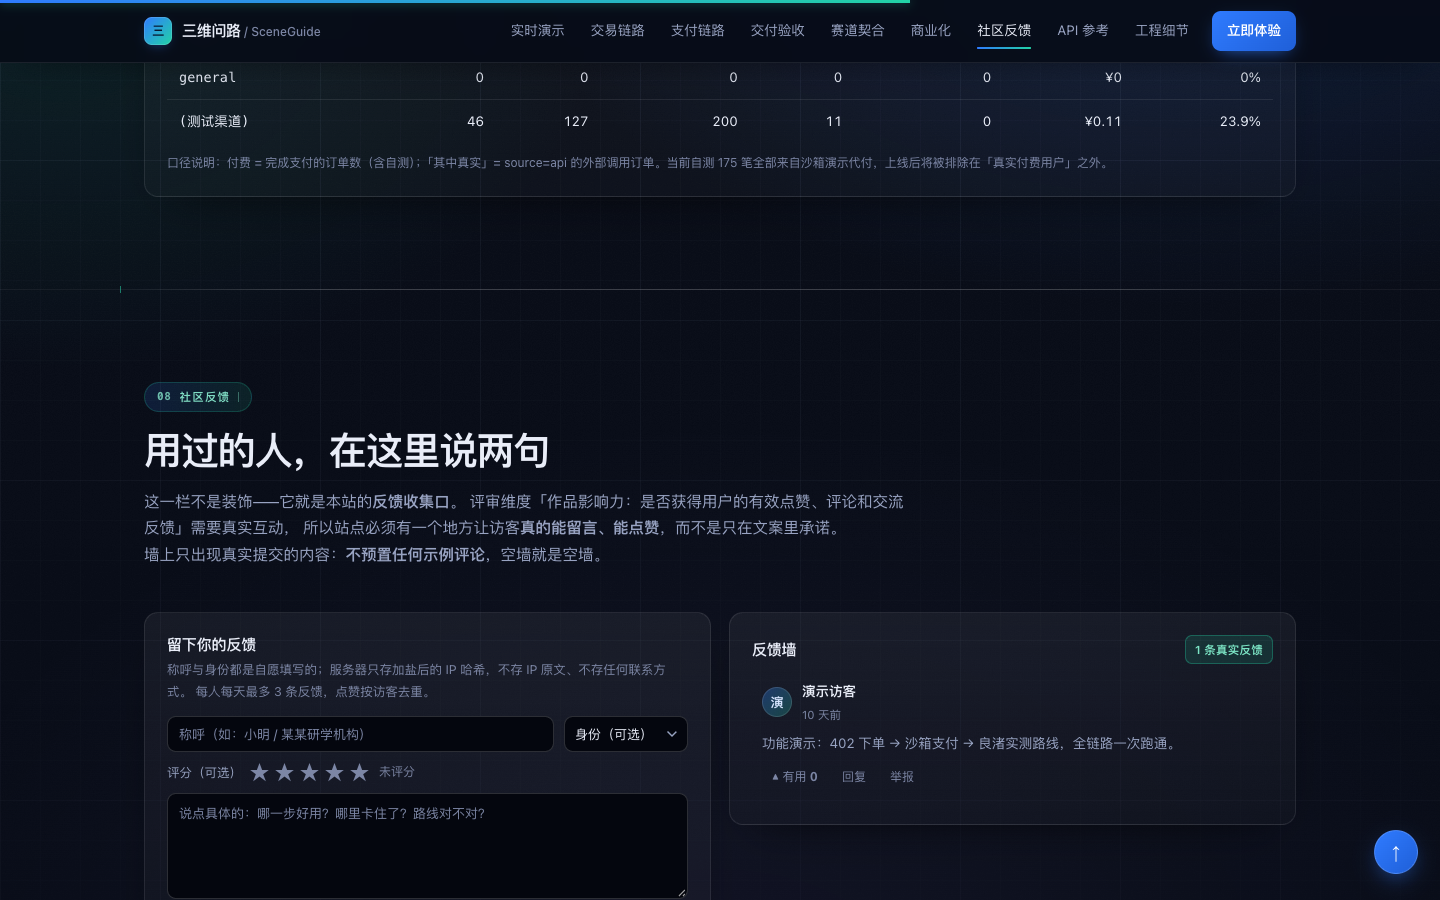 三 三维问路 / SceneGuide 实时演示 交易链路 支付链路 交付验收 赛道契合 商业化 社区反馈 API 参考 工程细节 立即体验
general 0 0 0 0 0 ¥0 0%
(测试渠道) 46 127 200 11 0 ¥0.11 23.9%
口径说明：付费 = 完成支付的订单数（含自测）；「其中真实」= source=api 的外部调用订单。当前自测 175 笔全部来自沙箱演示代付，上线后将被排除在「真实付费用户」之外。
08 社区反馈
用过的人，在这里说两句
这一栏不是装饰——它就是本站的反馈收集口。 评审维度「作品影响力：是否获得用户的有效点赞、评论和交流
反馈」需要真实互动， 所以站点必须有一个地方让访客真的能留言、能点赞，而不是只在文案里承诺。
墙上只出现真实提交的内容：不预置任何示例评论，空墙就是空墙。
留下你的反馈
称呼与身份都是自愿填写的；服务器只存加盐后的 IP 哈希，不存 IP 原文、不存任何联系方
式。 每人每天最多 3 条反馈，点赞按访客去重。
称呼（如：小明 / 某某研学机构） 身份（可选）
评分（可选） ★★★★★ 未评分
说点具体的：哪一步好用？哪里卡住了？路线对不对？
反馈墙 1 条真实反馈
演 演示访客
10 天前
功能演示：402 下单 → 沙箱支付 → 良渚实测路线，全链路一次跑通。
▲ 有用 0 回复 举报
↑